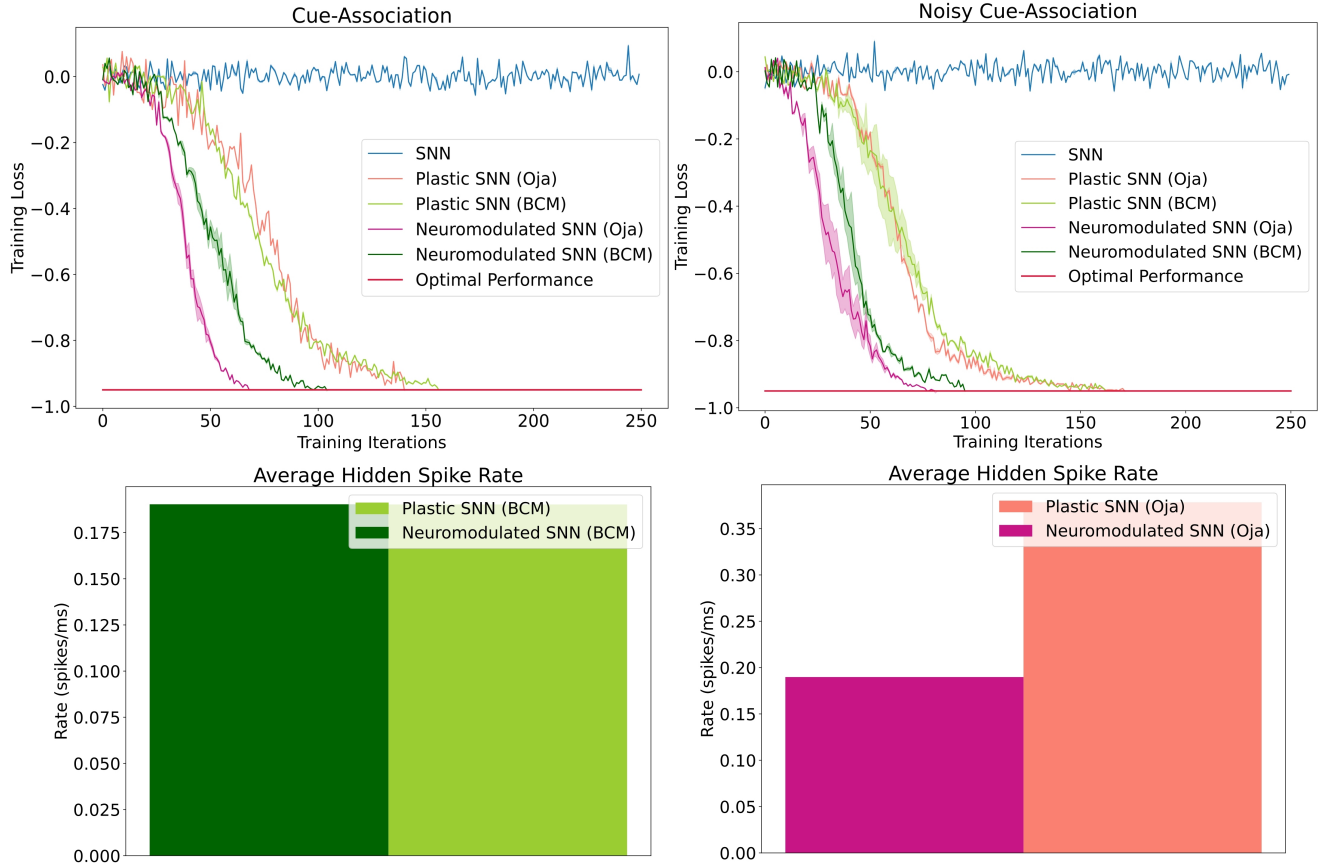 Cue-Association
Training Loss
0.0
−0.2
−0.4
−0.6
−0.8
−1.0
SNN
Plastic SNN (Oja)
Plastic SNN (BCM)
Neuromodulated SNN (Oja)
Neuromodulated SNN (BCM)
Optimal Performance
0 50 100 150 200 250
Training Iterations
Noisy Cue-Association
Training Loss
0.0
−0.2
−0.4
−0.6
−0.8
−1.0
SNN
Plastic SNN (Oja)
Plastic SNN (BCM)
Neuromodulated SNN (Oja)
Neuromodulated SNN (BCM)
Optimal Performance
0 50 100 150 200 250
Training Iterations
Average Hidden Spike Rate
Rate (spikes/ms)
0.175
0.150
0.125
0.100
0.075
0.050
0.025
0.000
Plastic SNN (BCM)
Neuromodulated SNN (BCM)
Average Hidden Spike Rate
Rate (spikes/ms)
0.35
0.30
0.25
0.20
0.15
0.10
0.05
0.00
Plastic SNN (Oja)
Neuromodulated SNN (Oja)